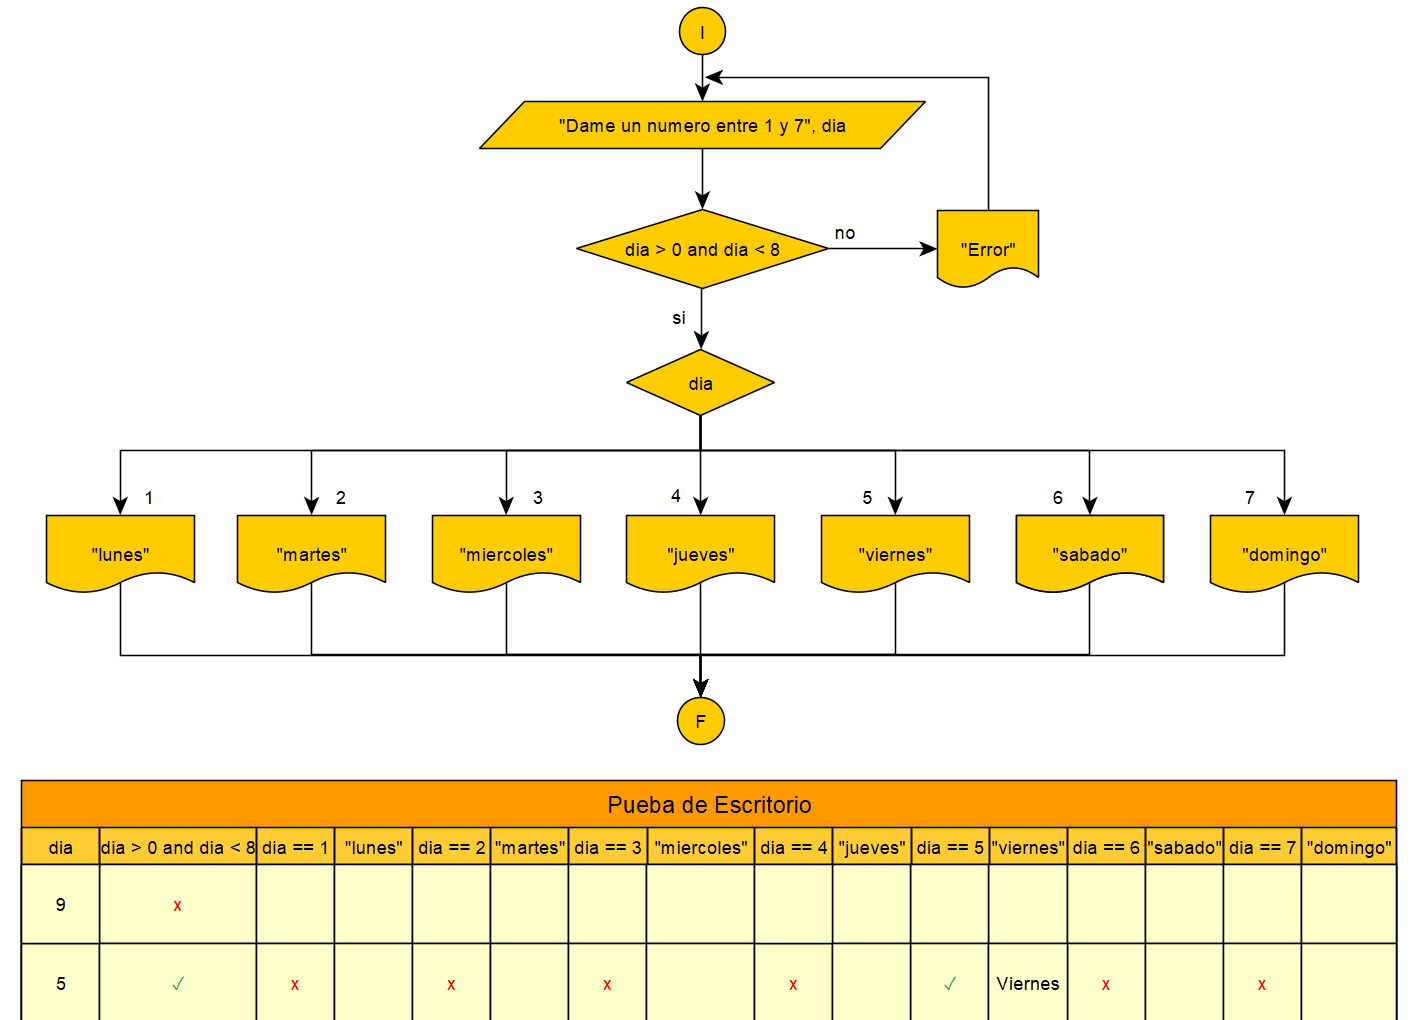 I
"Dame un numero entre 1 y 7", dia
dia > 0 and dia < 8
no
"Error"
si
dia
1
2
3
4
5
6
7
"lunes"
"martes"
"miercoles"
"jueves"
"viernes"
"sabado"
"domingo"
F
Pueba de Escritorio
dia dia > 0 and dia < 8 dia == 1 "lunes" dia == 2 "martes" dia == 3 "miercoles" dia == 4 "jueves" dia == 5 "viernes" dia == 6 "sabado" dia == 7 "domingo"
9 x
5 ✓ x x x x ✓ Viernes x x